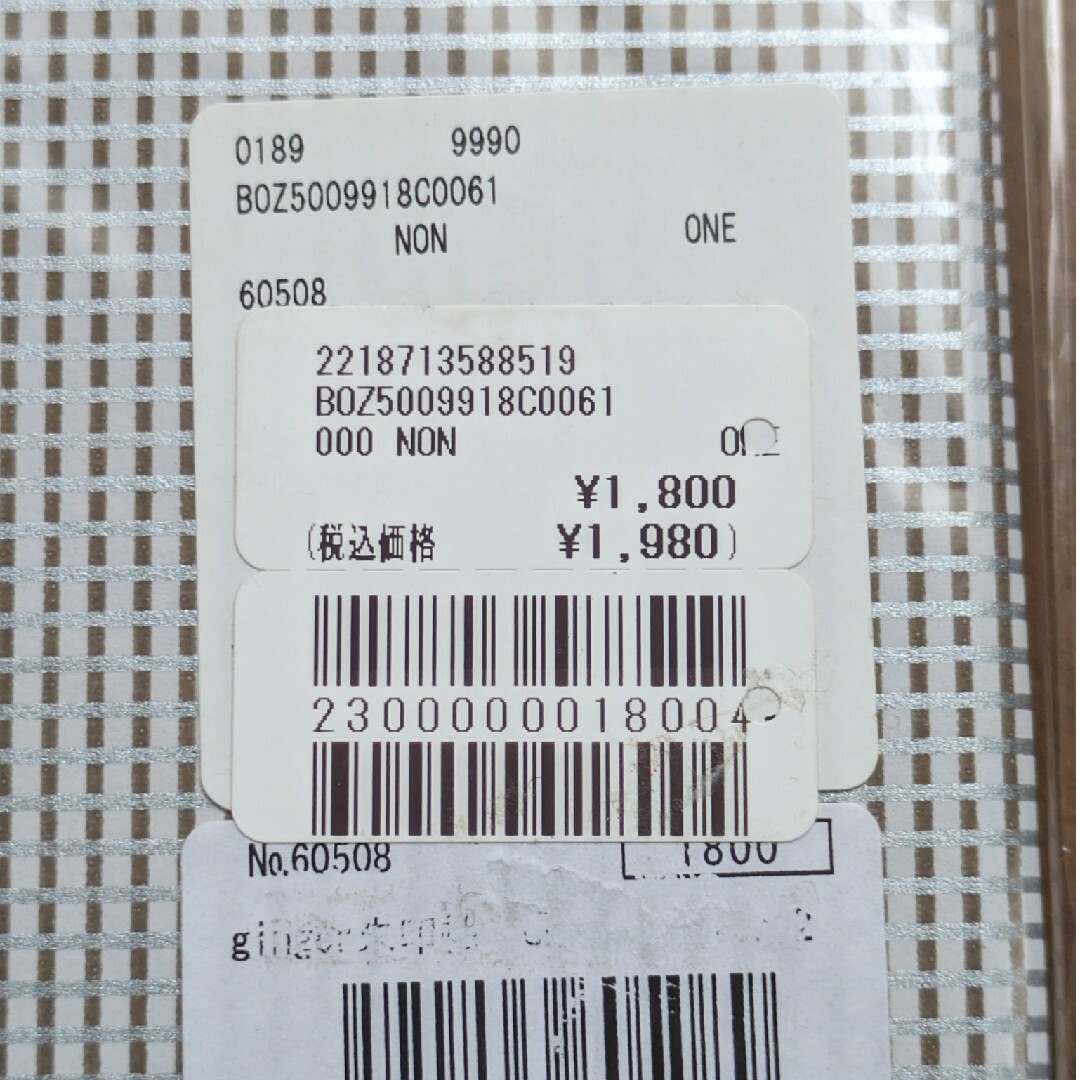 0189 9990
BOZ5009918C0061
NON ONE
60508
2218713588519
BOZ5009918C0061
000 NON
¥1,800
(税込価格 ¥1,980)
2300000018004
No.60508
1800